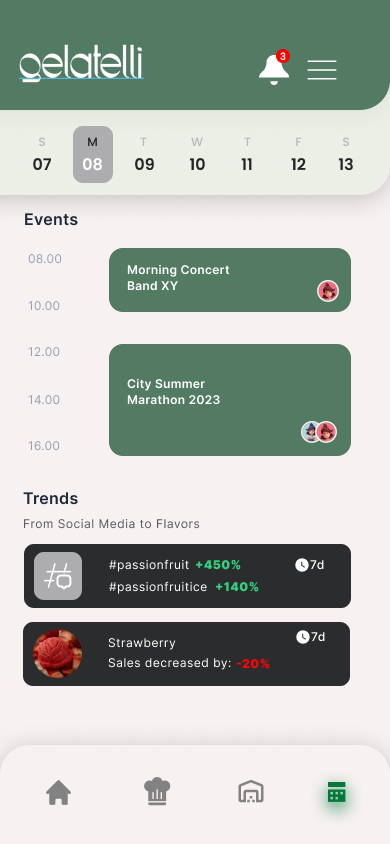 gelatelli
3
S M T W T F S
07 08 09 10 11 12 13
Events
08.00
Morning Concert
Band XY
10.00
12.00
City Summer
Marathon 2023
14.00
16.00
Trends
From Social Media to Flavors
#passionfruit +450% 7d
#passionfruitice +140%
Strawberry 7d
Sales decreased by: -20%